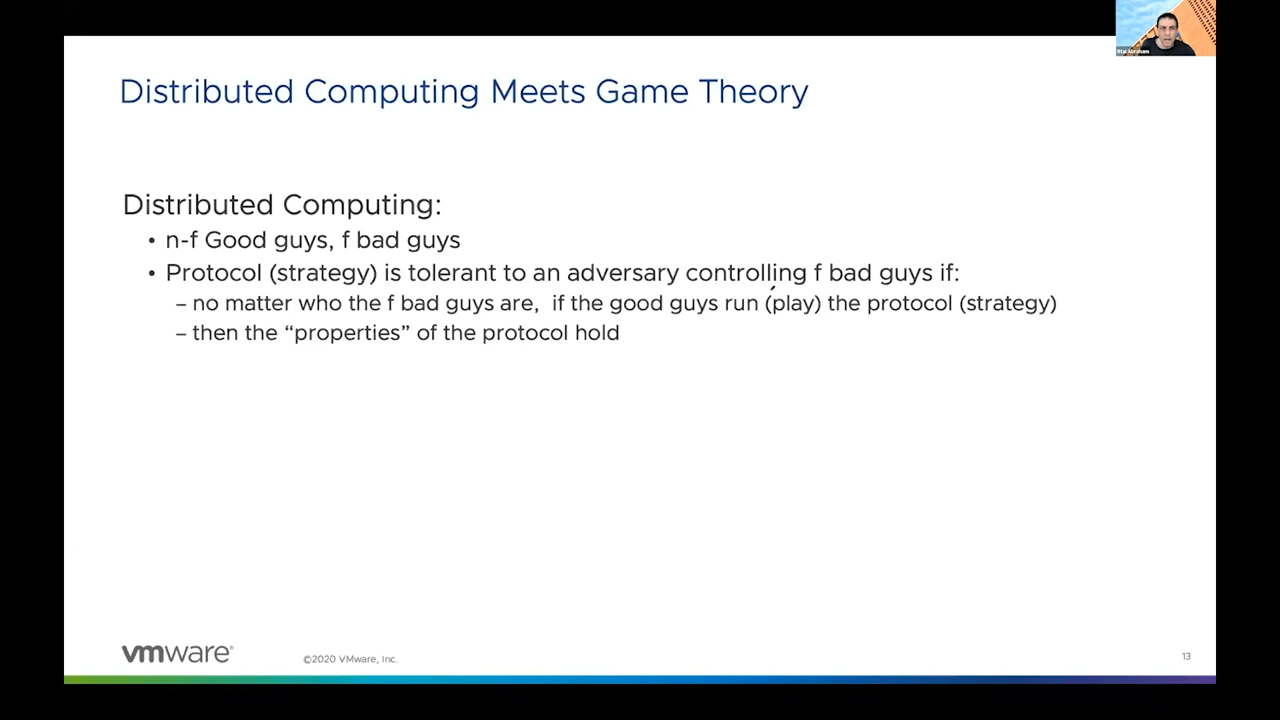 Ittai Abraham
Distributed Computing Meets Game Theory
Distributed Computing:
• n-f Good guys, f bad guys
• Protocol (strategy) is tolerant to an adversary controlling f bad guys if:
– no matter who the f bad guys are,  if the good guys run (play) the protocol (strategy)
– then the “properties” of the protocol hold
vmware®
©2020 VMware, Inc.
13